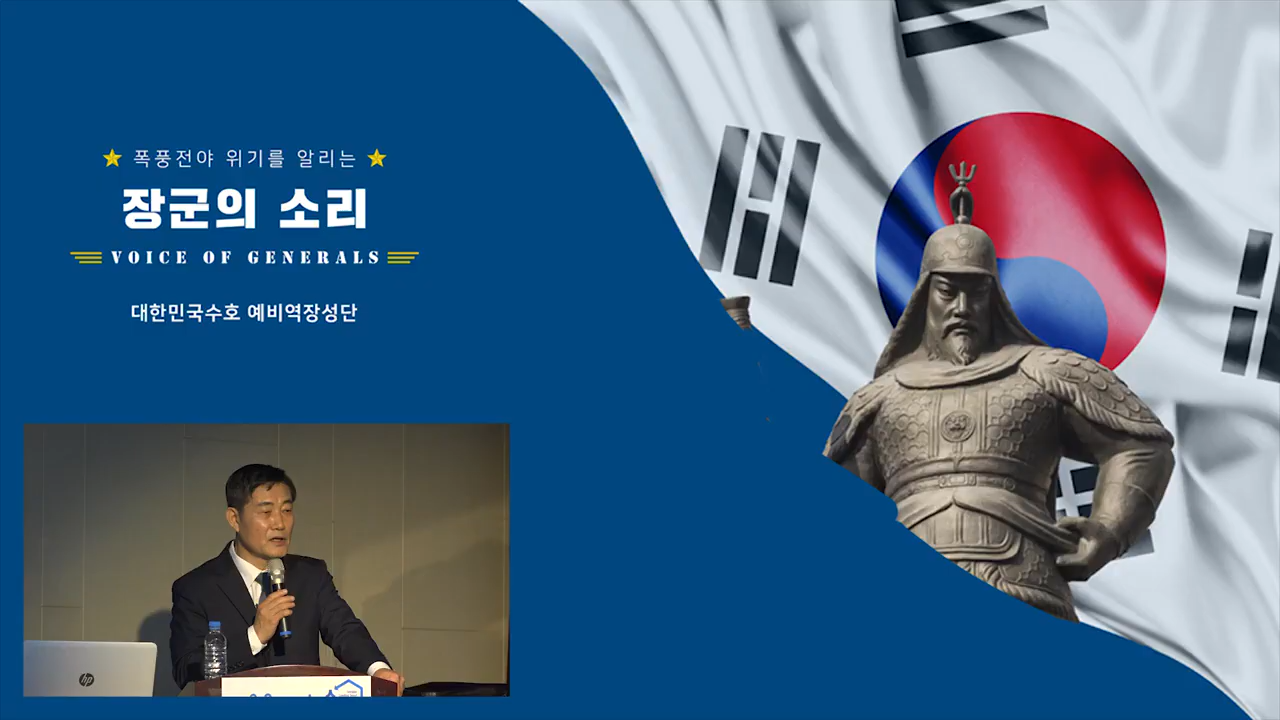 폭풍전야 위기를 알리는
장군의 소리
VOICE OF GENERALS
대한민국수호 예비역장성단
hp